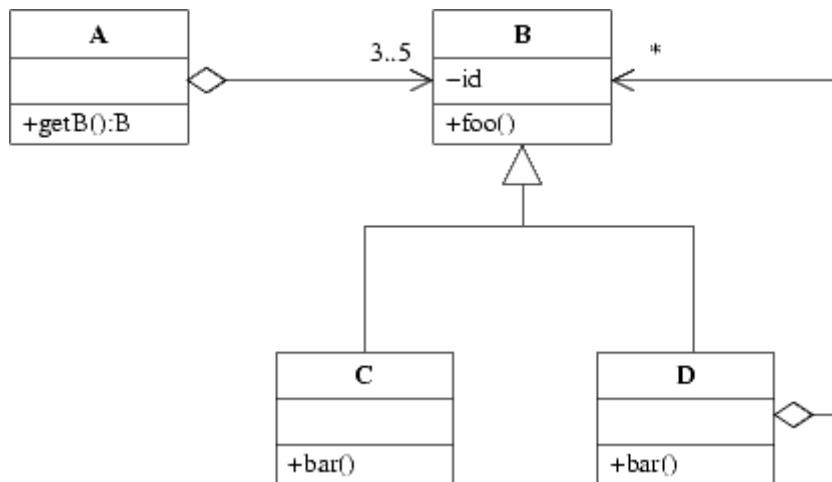 A
3..5
B
*
–id
+getB():B
+foo()
C
D
+bar()
+bar()